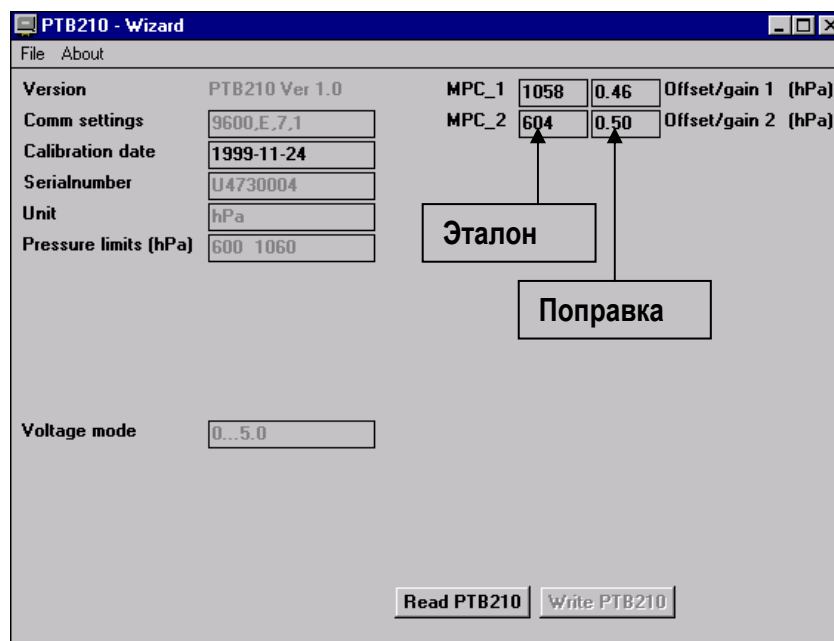 PTB210 - Wizard
File About
Version PTB210 Ver 1.0
Comm settings 9600,E,7,1
Calibration date 1999-11-24
Serialnumber U4730004
Unit hPa
Pressure limits (hPa) 600 1060
MPC_1 1058 0.46 Offset/gain 1 (hPa)
MPC_2 604 0.50 Offset/gain 2 (hPa)
Эталон
Поправка
Voltage mode 0...5.0
Read PTB210 Write PTB210